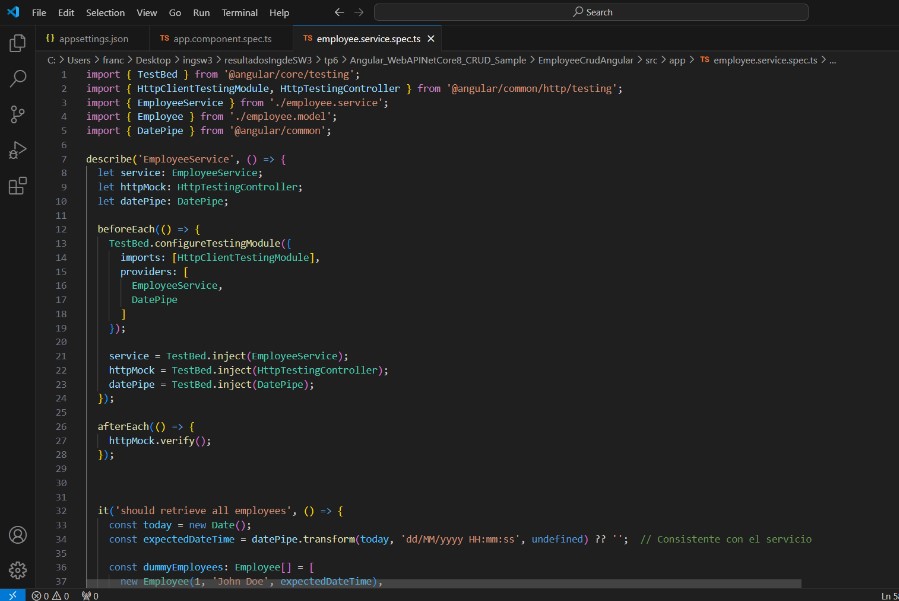 File Edit Selection View Go Run Terminal Help Search
{} appsettings.json TS app.component.spec.ts TS employee.service.spec.ts
C: > Users > franc > Desktop > ingsw3 > resultadosIngdeSW3 > tp6 > Angular_WebAPINetCore8_CRUD_Sample > EmployeeCrudAngular > src > app > TS employee.service.spec.ts > ...
1 import { TestBed } from '@angular/core/testing';
2 import { HttpClientTestingModule, HttpTestingController } from '@angular/common/http/testing';
3 import { EmployeeService } from './employee.service';
4 import { Employee } from './employee.model';
5 import { DatePipe } from '@angular/common';
6
7 describe('EmployeeService', () => {
8 let service: EmployeeService;
9 let httpMock: HttpTestingController;
10 let datePipe: DatePipe;
11
12 beforeEach(() => {
13 TestBed.configureTestingModule({
14 imports: [HttpClientTestingModule],
15 providers: [
16 EmployeeService,
17 DatePipe
18 ]
19 });
20
21 service = TestBed.inject(EmployeeService);
22 httpMock = TestBed.inject(HttpTestingController);
23 datePipe = TestBed.inject(DatePipe);
24 });
25
26 afterEach(() => {
27 httpMock.verify();
28 });
29
30
31
32 it('should retrieve all employees', () => {
33 const today = new Date();
34 const expectedDateTime = datePipe.transform(today, 'dd/MM/yyyy HH:mm:ss', undefined) ?? ''; // Consistente con el servicio
35
36 const dummyEmployees: Employee[] = [
37 new Employee(1, 'John Doe', expectedDateTime),
0 0 0 Ln